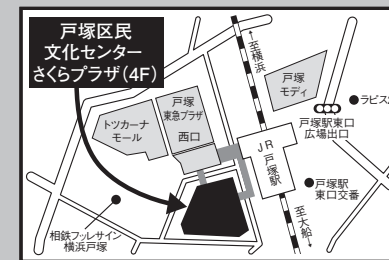 戸塚区民
文化センター
さくらプラザ(4F)
←至横浜
戸塚
モディ
●ラピス
戸塚駅東口
広場出口
戸塚
東急プラザ
西口
トツカーナ
モール
JR
戸塚駅
●戸塚駅
東口交番
至大船→
相鉄フレッサイン
横浜戸塚